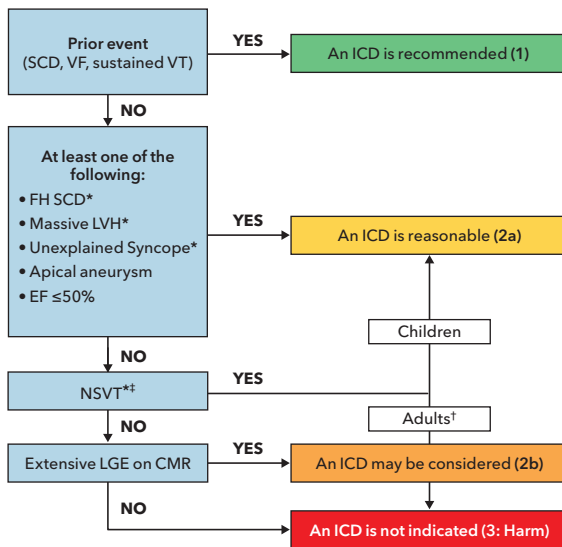 Prior event
(SCD, VF, sustained VT)
YES
An ICD is recommended (1)
NO
At least one of the
following:
• FH SCD*
• Massive LVH*
• Unexplained Syncope*
• Apical aneurysm
• EF ≤50%
YES
An ICD is reasonable (2a)
Children
NO
NSVT*‡
YES
Adults†
NO
Extensive LGE on CMR
YES
An ICD may be considered (2b)
NO
An ICD is not indicated (3: Harm)